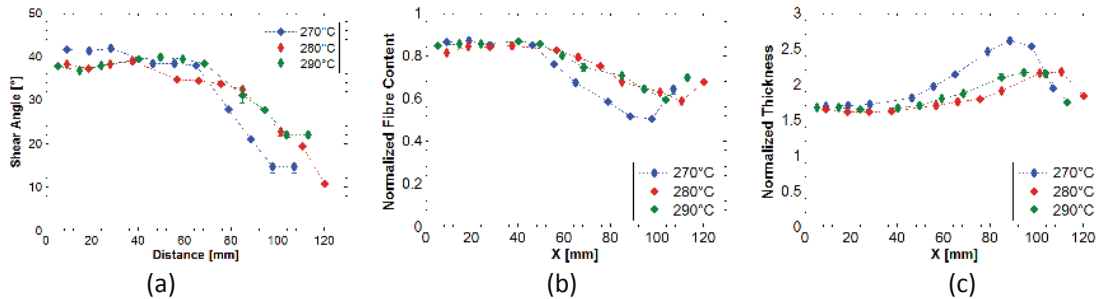 50
40
30
20
10
0
Shear Angle [°]
0 20 40 60 80 100 120
Distance [mm]
270°C
280°C
290°C
(a)
1
0.8
0.6
0.4
0.2
0
Normalized Fibre Content
0 20 40 60 80 100 120
X [mm]
270°C
280°C
290°C
(b)
3
2.5
2
1.5
1
0.5
0
Normalized Thickness
0 20 40 60 80 100 120
X [mm]
270°C
280°C
290°C
(c)